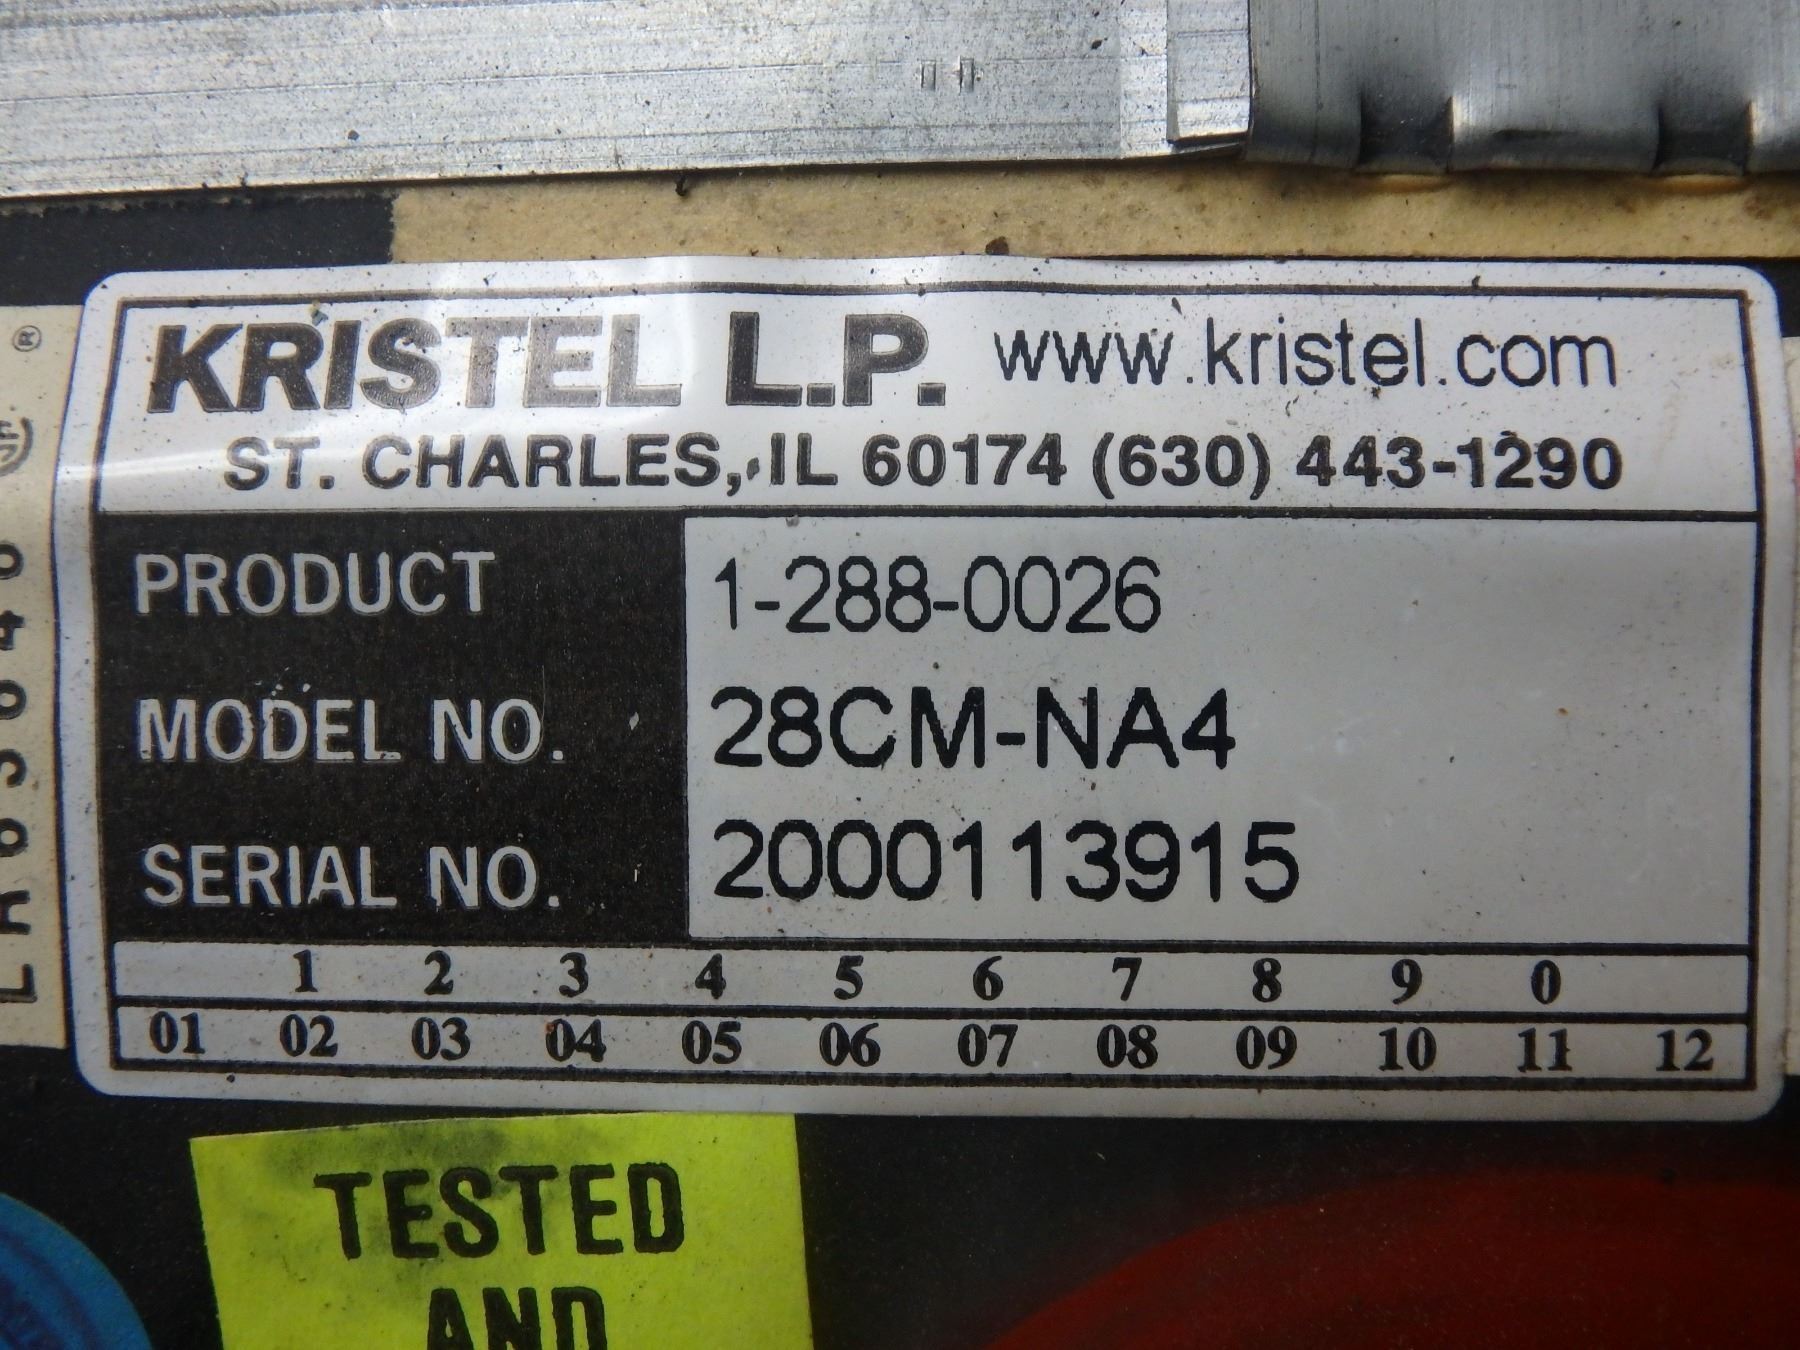 KRISTEL L.P. www.kristel.com
ST. CHARLES, IL 60174 (630) 443-1290
PRODUCT 1-288-0026
MODEL NO. 28CM-NA4
SERIAL NO. 2000113915
1 2 3 4 5 6 7 8 9 0
01 02 03 04 05 06 07 08 09 10 11 12
TESTED
AND